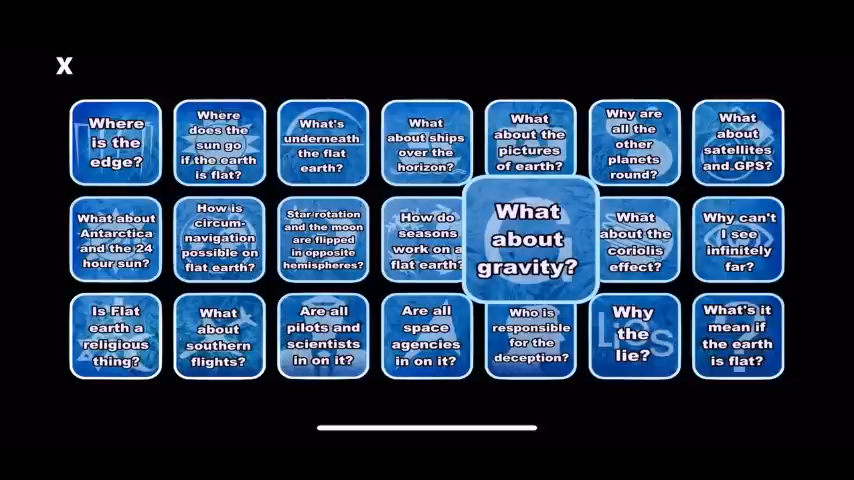 X
Where
is the
edge?
Where
does the
sun go
if the earth
is flat?
What's
underneath
the flat
earth?
What
about ships
over the
horizon?
What
about the
pictures
of earth?
Why are
all the
other
planets
round?
What
about
satellites
and GPS?
What about
Antarctica
and the 24
hour sun?
How is
circum-
navigation
possible on
flat earth?
Star rotation
and the moon
are flipped
in opposite
hemispheres?
How do
seasons
work on a
flat earth?
What
about
gravity?
What
about the
coriolis
effect?
Why can't
I see
infinitely
far?
Is Flat
earth a
religious
thing?
What
about
southern
flights?
Are all
pilots and
scientists
in on it?
Are all
space
agencies
in on it?
Who is
responsible
for the
deception?
Why
the
lie?
Lies
What's it
mean if
the earth
is flat?